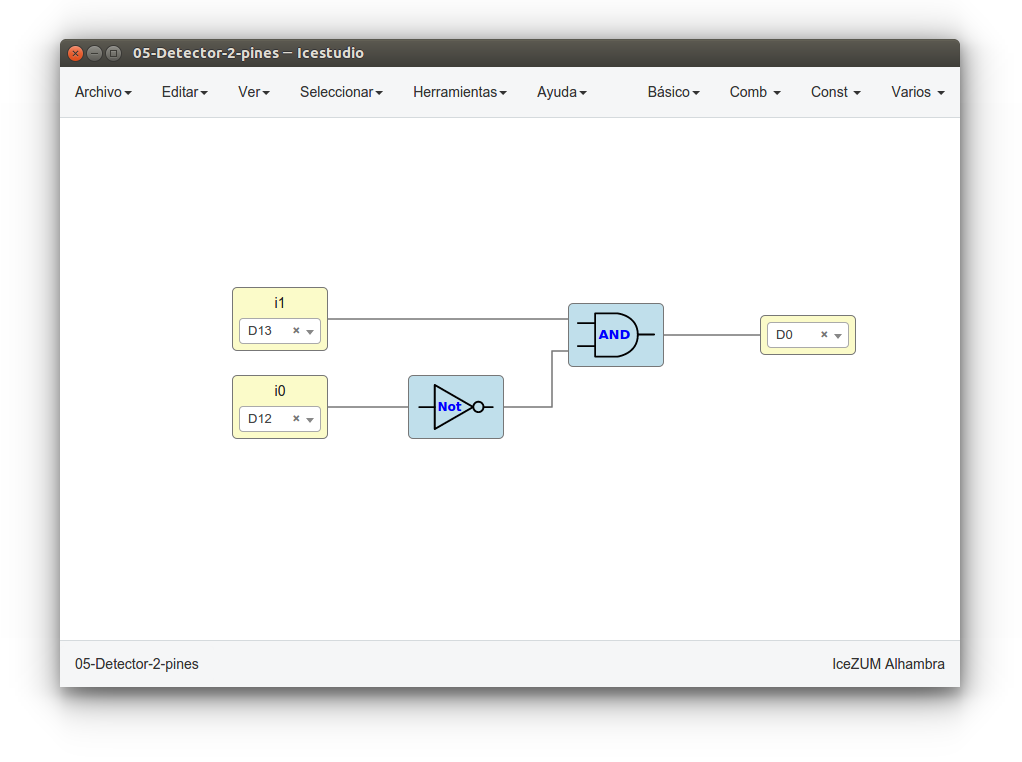 05-Detector-2-pines — Icestudio
Archivo Editar Ver Seleccionar Herramientas Ayuda Básico Comb Const Varios
i1
D13 ×
AND
D0 ×
i0
D12 ×
Not
05-Detector-2-pines IceZUM Alhambra